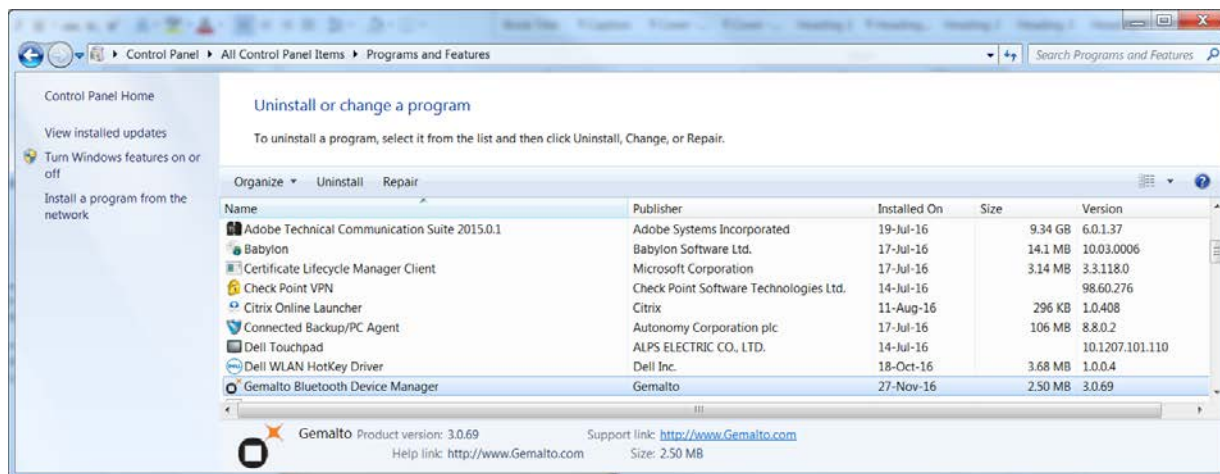 Control Panel ▸ All Control Panel Items ▸ Programs and Features
Search Programs and Features
Control Panel Home
View installed updates
Turn Windows features on or
off
Install a program from the
network
Uninstall or change a program
To uninstall a program, select it from the list and then click Uninstall, Change, or Repair.
Organize Uninstall Repair
Name Publisher Installed On Size Version
Adobe Technical Communication Suite 2015.0.1 Adobe Systems Incorporated 19-Jul-16 9.34 GB 6.0.1.37
Babylon Babylon Software Ltd. 17-Jul-16 14.1 MB 10.03.0006
Certificate Lifecycle Manager Client Microsoft Corporation 17-Jul-16 3.14 MB 3.3.118.0
Check Point VPN Check Point Software Technologies Ltd. 14-Jul-16 98.60.276
Citrix Online Launcher Citrix 11-Aug-16 296 KB 1.0.408
Connected Backup/PC Agent Autonomy Corporation plc 17-Jul-16 106 MB 8.8.0.2
Dell Touchpad ALPS ELECTRIC CO., LTD. 14-Jul-16 10.1207.101.110
Dell WLAN HotKey Driver Dell Inc. 18-Oct-16 3.68 MB 1.0.0.4
Gemalto Bluetooth Device Manager Gemalto 27-Nov-16 2.50 MB 3.0.69
Gemalto Product version: 3.0.69 Support link: http://www.Gemalto.com
Help link: http://www.Gemalto.com Size: 2.50 MB